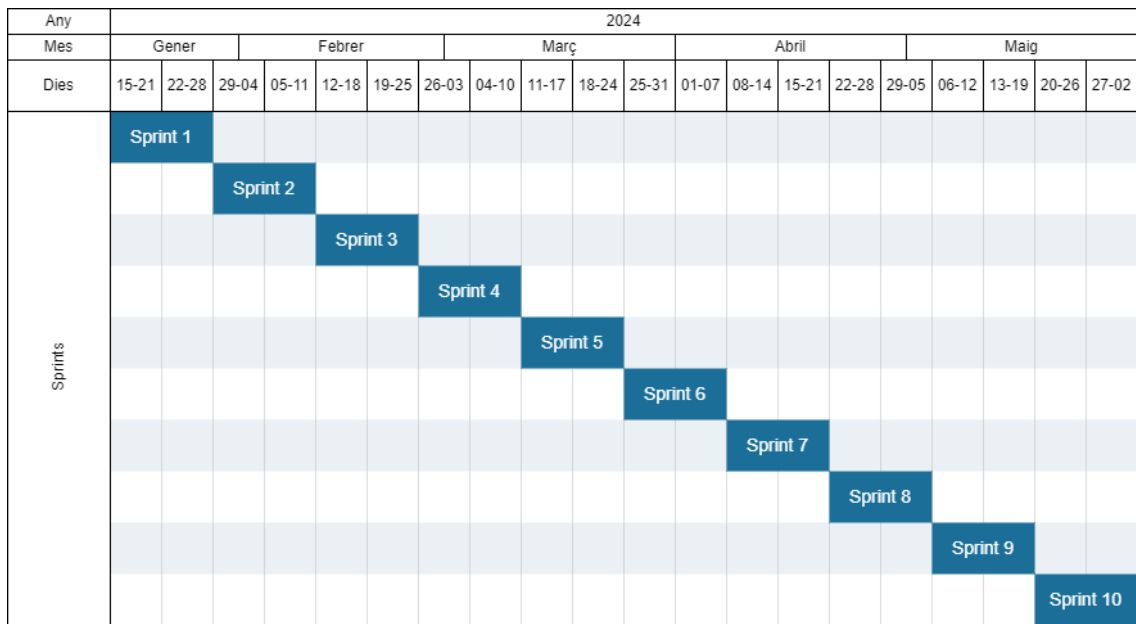 Any 2024
Mes Gener Febrer Març Abril Maig
Dies 15-21 22-28 29-04 05-11 12-18 19-25 26-03 04-10 11-17 18-24 25-31 01-07 08-14 15-21 22-28 29-05 06-12 13-19 20-26 27-02
Sprints
Sprint 1
Sprint 2
Sprint 3
Sprint 4
Sprint 5
Sprint 6
Sprint 7
Sprint 8
Sprint 9
Sprint 10